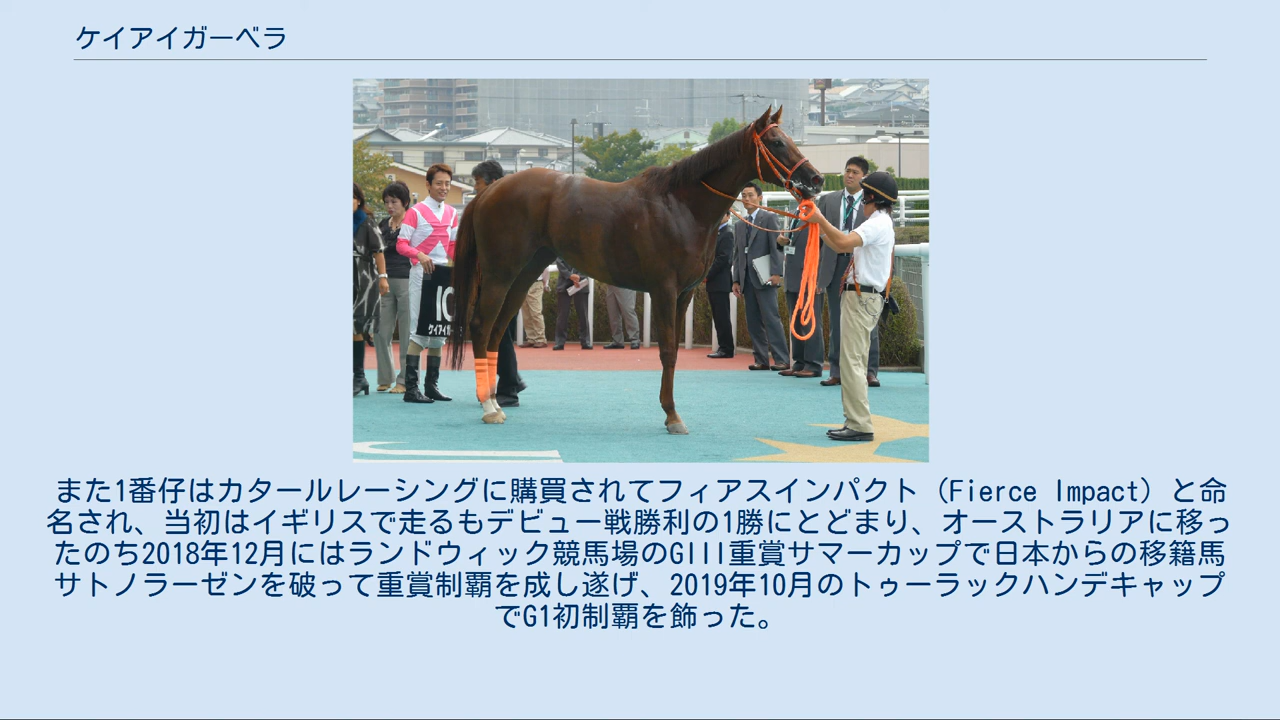 ケイアイガーベラ
10
ケイアイガー
また1番仔はカタールレーシングに購買されてフィアスインパクト（Fierce Impact）と命
名され、当初はイギリスで走るもデビュー戦勝利の1勝にとどまり、オーストラリアに移っ
たのち2018年12月にはランドウィック競馬場のGIII重賞サマーカップで日本からの移籍馬
サトノラーゼンを破って重賞制覇を成し遂げ、2019年10月のトゥーラックハンデキャップ
でG1初制覇を飾った。